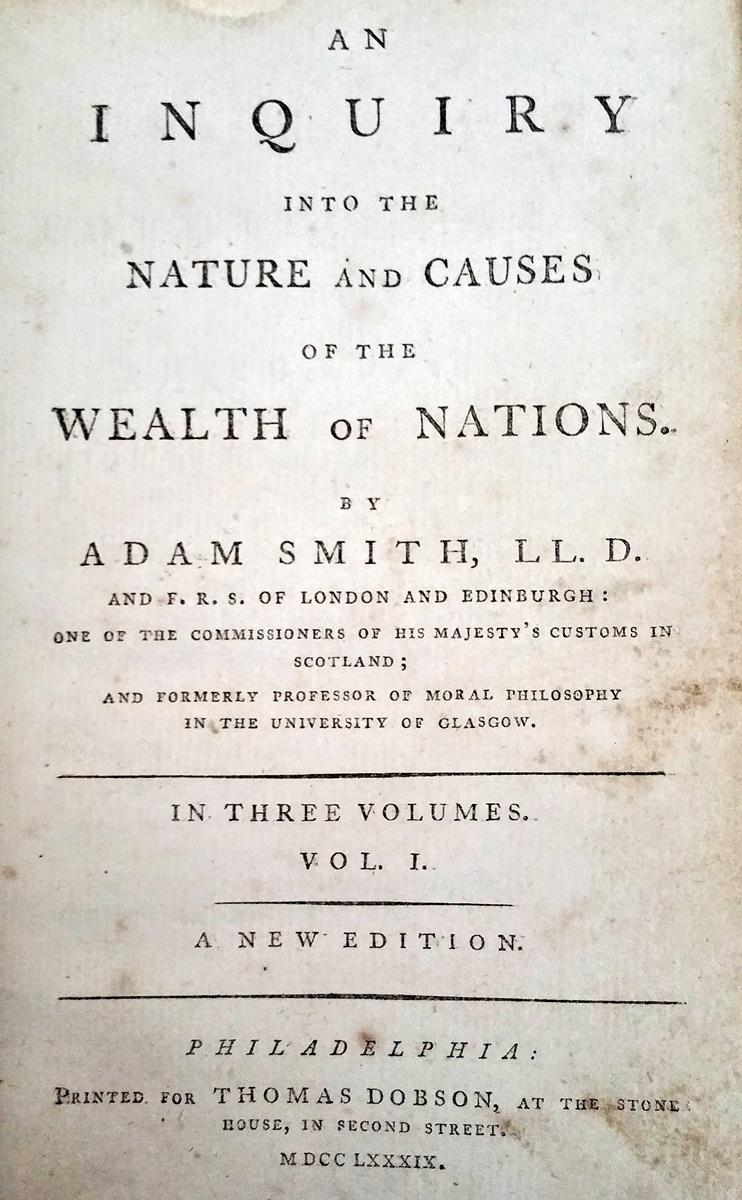 AN
INQUIRY
INTO THE
NATURE AND CAUSES
OF THE
WEALTH OF NATIONS.
BY
ADAM SMITH, LL. D.
AND F. R. S. OF LONDON AND EDINBURGH:
ONE OF THE COMMISSIONERS OF HIS MAJESTY'S CUSTOMS IN
SCOTLAND;
AND FORMERLY PROFESSOR OF MORAL PHILOSOPHY
IN THE UNIVERSITY OF GLASGOW.
IN THREE VOLUMES.
VOL. I.
A NEW EDITION.
PHILADELPHIA:
PRINTED FOR THOMAS DOBSON, AT THE STONE
HOUSE, IN SECOND STREET.
MDCCLXXXIX.